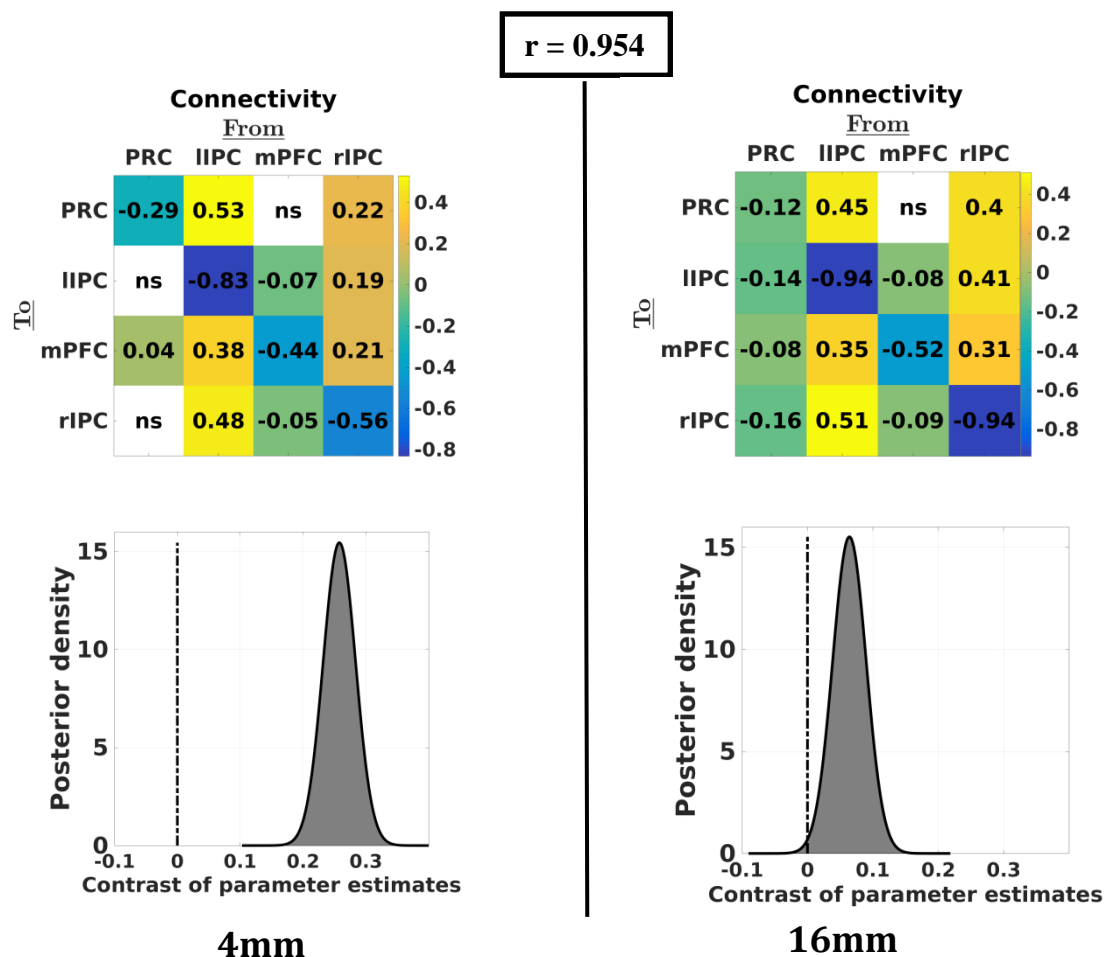 r = 0.954
Connectivity
From
PRC lIPC mPFC rIPC
To
PRC -0.29 0.53 ns 0.22
lIPC ns -0.83 -0.07 0.19
mPFC 0.04 0.38 -0.44 0.21
rIPC ns 0.48 -0.05 -0.56
0.4
0.2
0
-0.2
-0.4
-0.6
-0.8
Connectivity
From
PRC lIPC mPFC rIPC
To
PRC -0.12 0.45 ns 0.4
lIPC -0.14 -0.94 -0.08 0.41
mPFC -0.08 0.35 -0.52 0.31
rIPC -0.16 0.51 -0.09 -0.94
0.4
0.2
0
-0.2
-0.4
-0.6
-0.8
Posterior density
15
10
5
0
-0.1 0 0.1 0.2 0.3
Contrast of parameter estimates
4mm
Posterior density
15
10
5
0
-0.1 0 0.1 0.2 0.3
Contrast of parameter estimates
16mm